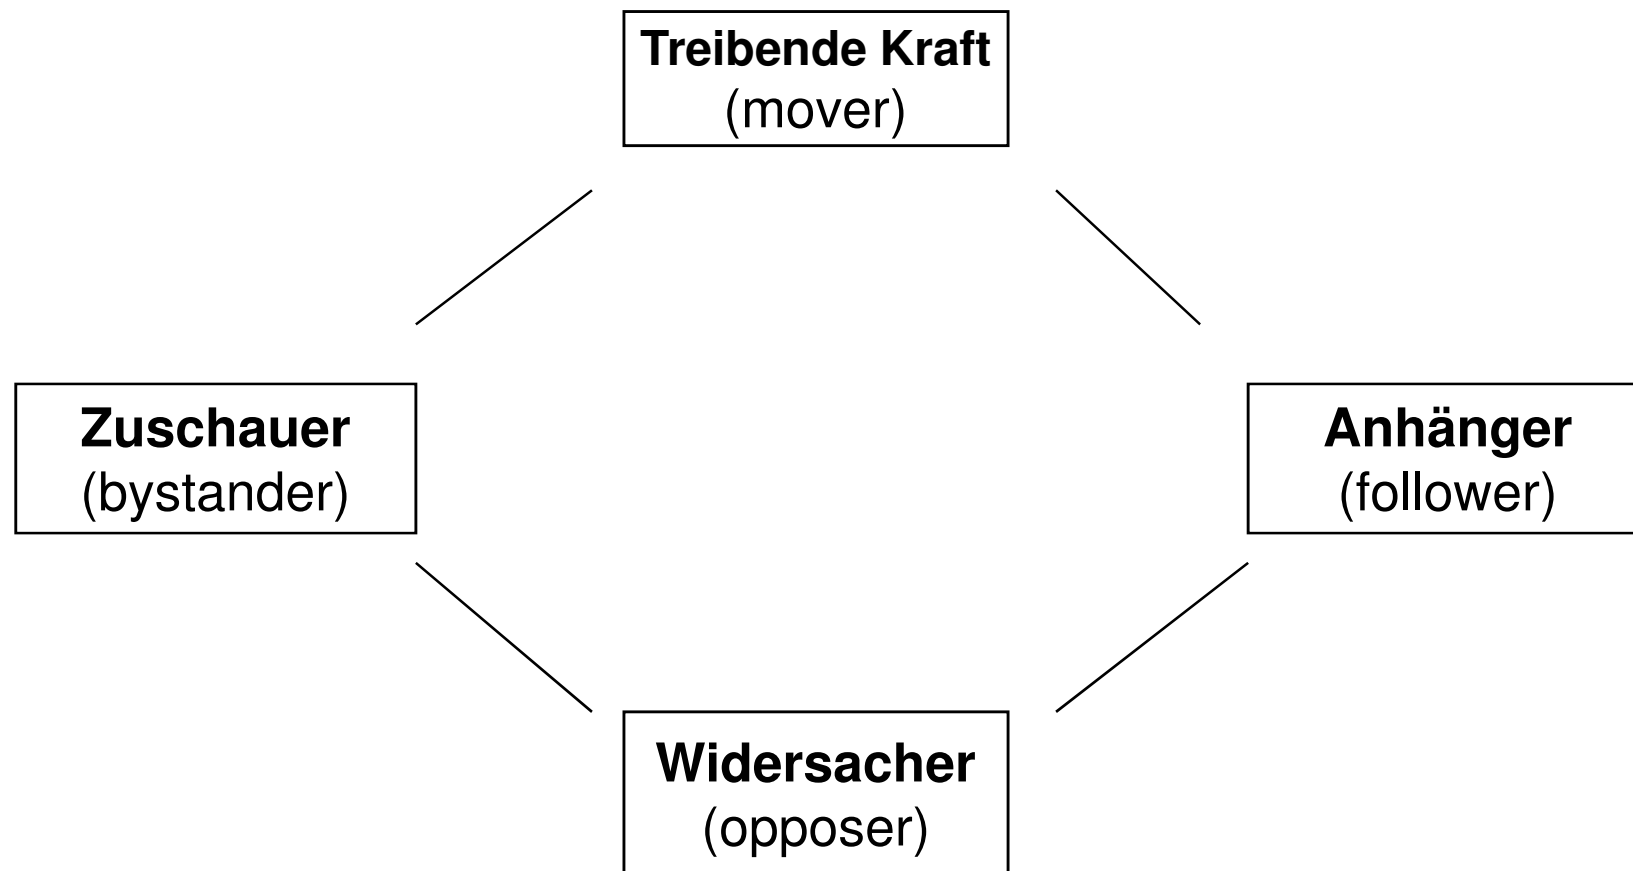 Treibende Kraft
(mover)
Zuschauer
(bystander)
Anhänger
(follower)
Widersacher
(opposer)